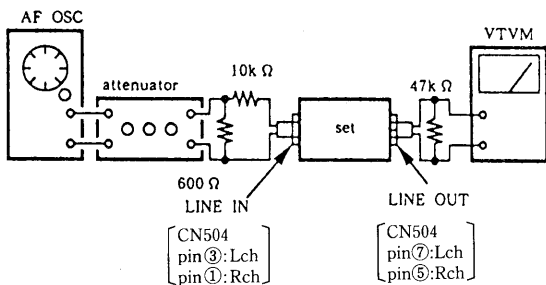 AF OSC
VTVM
attenuator
10k Ω
47k Ω
set
600 Ω
LINE IN
LINE OUT
CN504
pin③:Lch
pin①:Rch
CN504
pin⑦:Lch
pin⑤:Rch